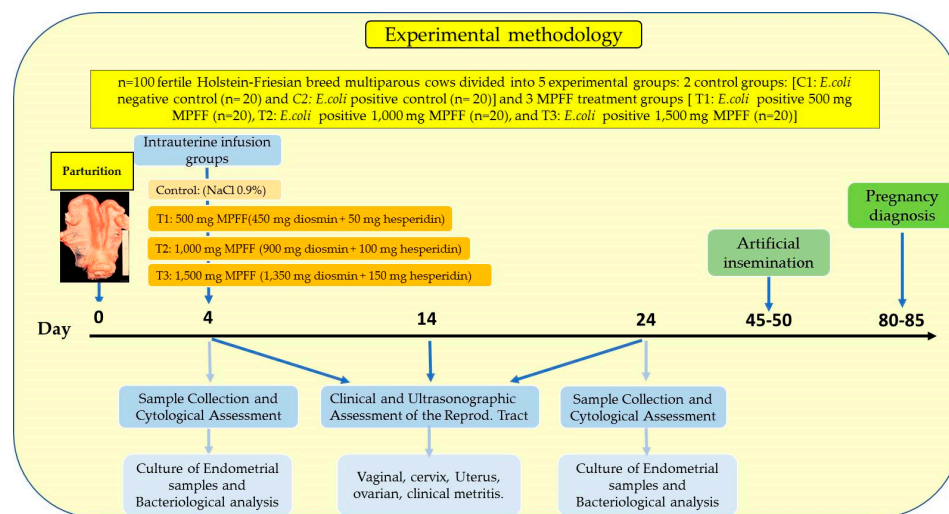 Experimental methodology
n=100 fertile Holstein-Friesian breed multiparous cows divided into 5 experimental groups: 2 control groups: [C1: E.coli
negative control (n= 20) and C2: E.coli positive control (n= 20)] and 3 MPFF treatment groups [ T1: E.coli positive 500 mg
MPFF (n=20), T2: E.coli positive 1,000 mg MPFF (n=20), and T3: E.coli positive 1,500 mg MPFF (n=20)]
Intrauterine infusion
groups
Parturition
Control: (NaCl 0.9%)
T1: 500 mg MPFF(450 mg diosmin + 50 mg hesperidin)
T2: 1,000 mg MPFF (900 mg diosmin + 100 mg hesperidin)
T3: 1,500 mg MPFF (1,350 mg diosmin + 150 mg hesperidin)
Artificial
insemination
Pregnancy
diagnosis
Day 0 4 14 24 45-50 80-85
Sample Collection and
Cytological Assessment
Clinical and Ultrasonographic
Assessment of the Reprod. Tract
Sample Collection and
Cytological Assessment
Culture of Endometrial
samples and
Bacteriological analysis
Vaginal, cervix, Uterus,
ovarian, clinical metritis.
Culture of Endometrial
samples and
Bacteriological analysis